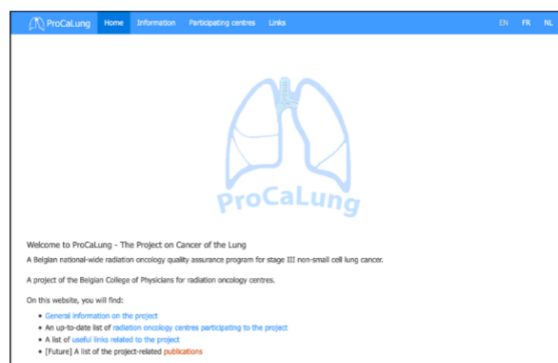 ProCaLung Home Information Participating centres Links EN FR NL
ProCaLung
Welcome to ProCaLung - The Project on Cancer of the Lung
A Belgian national-wide radiation oncology quality assurance program for stage III non-small cell lung cancer.
A project of the Belgian College of Physicians for radiation oncology centres.
On this website, you will find:
• General information on the project
• An up-to-date list of radiation oncology centres participating to the project
• A list of useful links related to the project
• [Future] A list of the project-related publications